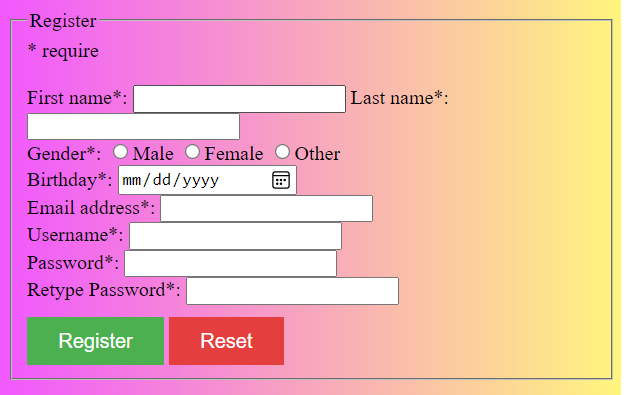 Register
* require
First name*: Last name*:
Gender*: Male Female Other
Birthday*: mm/dd/yyyy
Email address*:
Username*:
Password*:
Retype Password*:
Register Reset